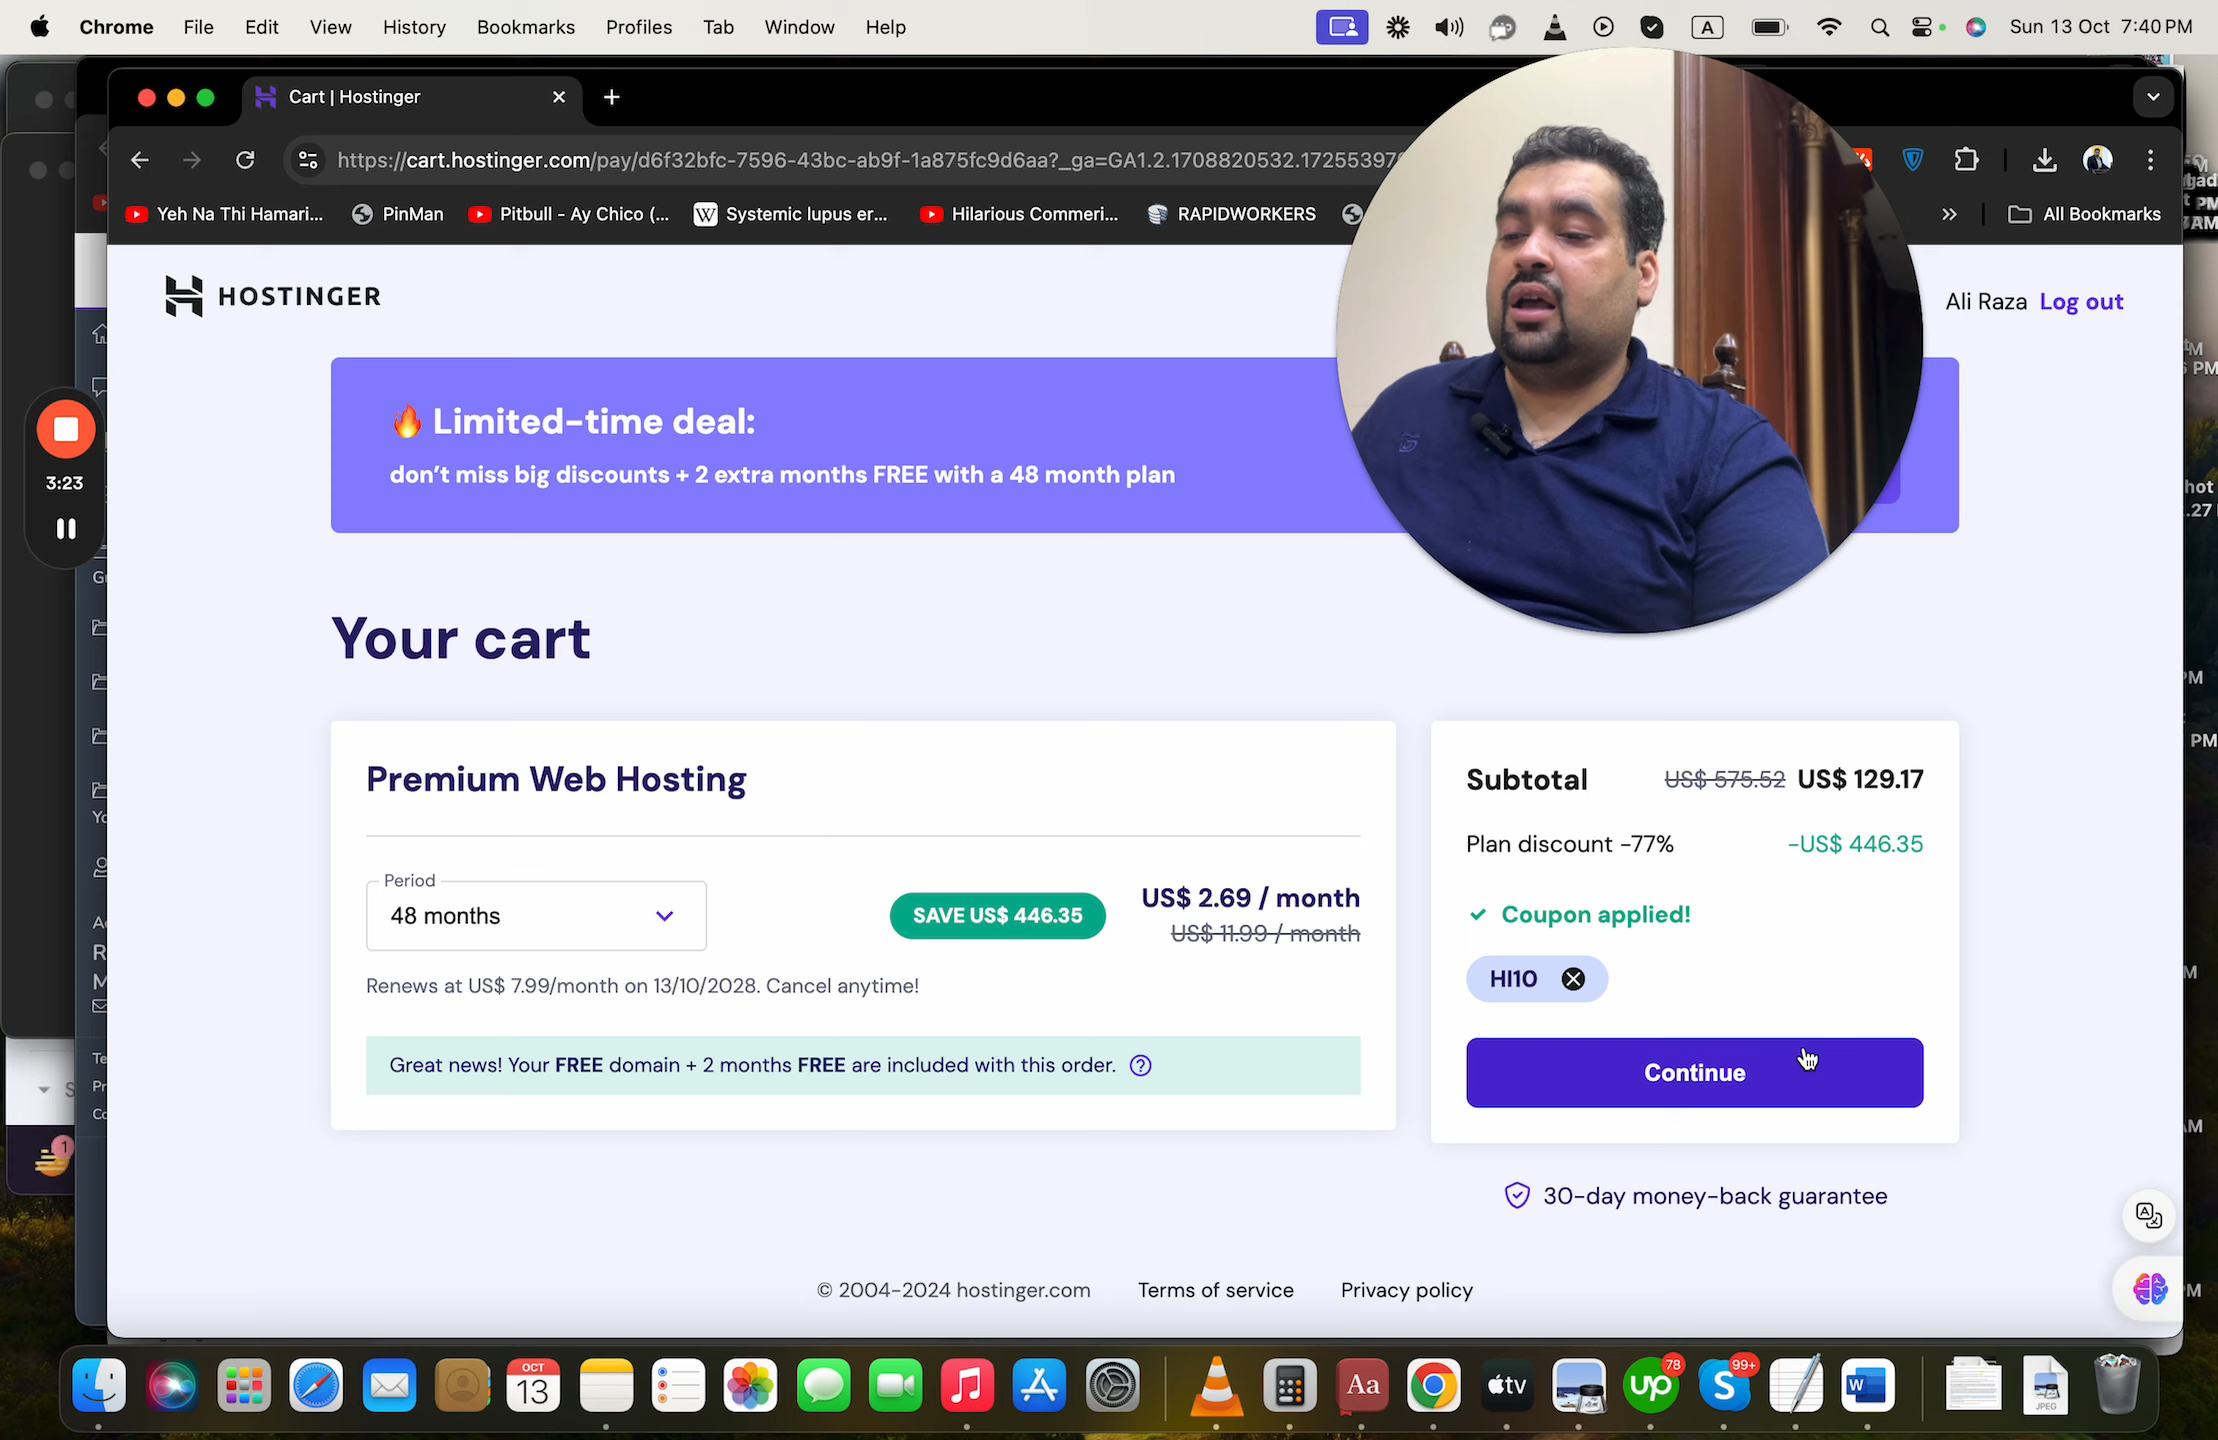 Chrome File Edit View History Bookmarks Profiles Tab Window Help
A Sun 13 Oct 7:40 PM
Cart | Hostinger
https://cart.hostinger.com/pay/d6f32bfc-7596-43bc-ab9f-1a875fc9d6aa?_ga=GA1.2.1708820532.172553979
Yeh Na Thi Hamari... PinMan Pitbull - Ay Chico (... W Systemic lupus er... Hilarious Commeri... RAPIDWORKERS
All Bookmarks
HOSTINGER
Ali Raza Log out
Limited-time deal:
don't miss big discounts + 2 extra months FREE with a 48 month plan
3:23
Your cart
Premium Web Hosting
Period
48 months
SAVE US$ 446.35
US$ 2.69 / month
US$ 11.99 / month
Renews at US$ 7.99/month on 13/10/2028. Cancel anytime!
Great news! Your FREE domain + 2 months FREE are included with this order.
Subtotal US$ 575.52 US$ 129.17
Plan discount -77% -US$ 446.35
Coupon applied!
HI10
Continue
30-day money-back guarantee
© 2004-2024 hostinger.com Terms of service Privacy policy
1
OCT
13
Aa
tv
up
78
S
99+
W
JPEG